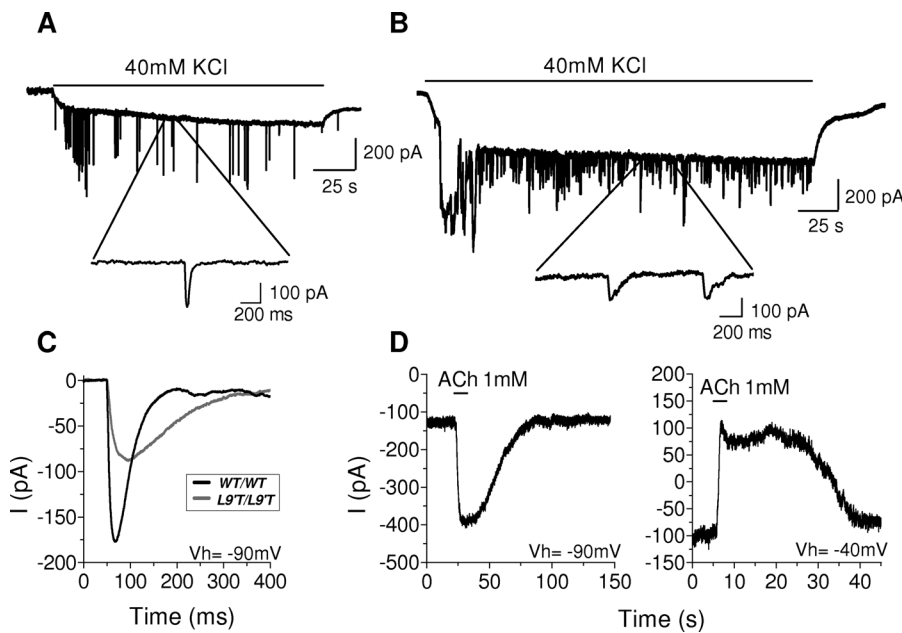 A
40mM KCl
200 pA
25 s
100 pA
200 ms
B
40mM KCl
200 pA
25 s
100 pA
200 ms
C
0
-50
-100
-150
-200
I (pA)
WT/WT
L9'T/L9'T
Vh= -90mV
0 100 200 300 400
Time (ms)
D
ACh 1mM
0
-100
-200
-300
-400
-500
I (pA)
Vh= -90mV
0 50 100 150
ACh 1mM
200
150
100
50
0
-50
-100
-150
Vh= -40mV
0 10 20 30 40
Time (s)